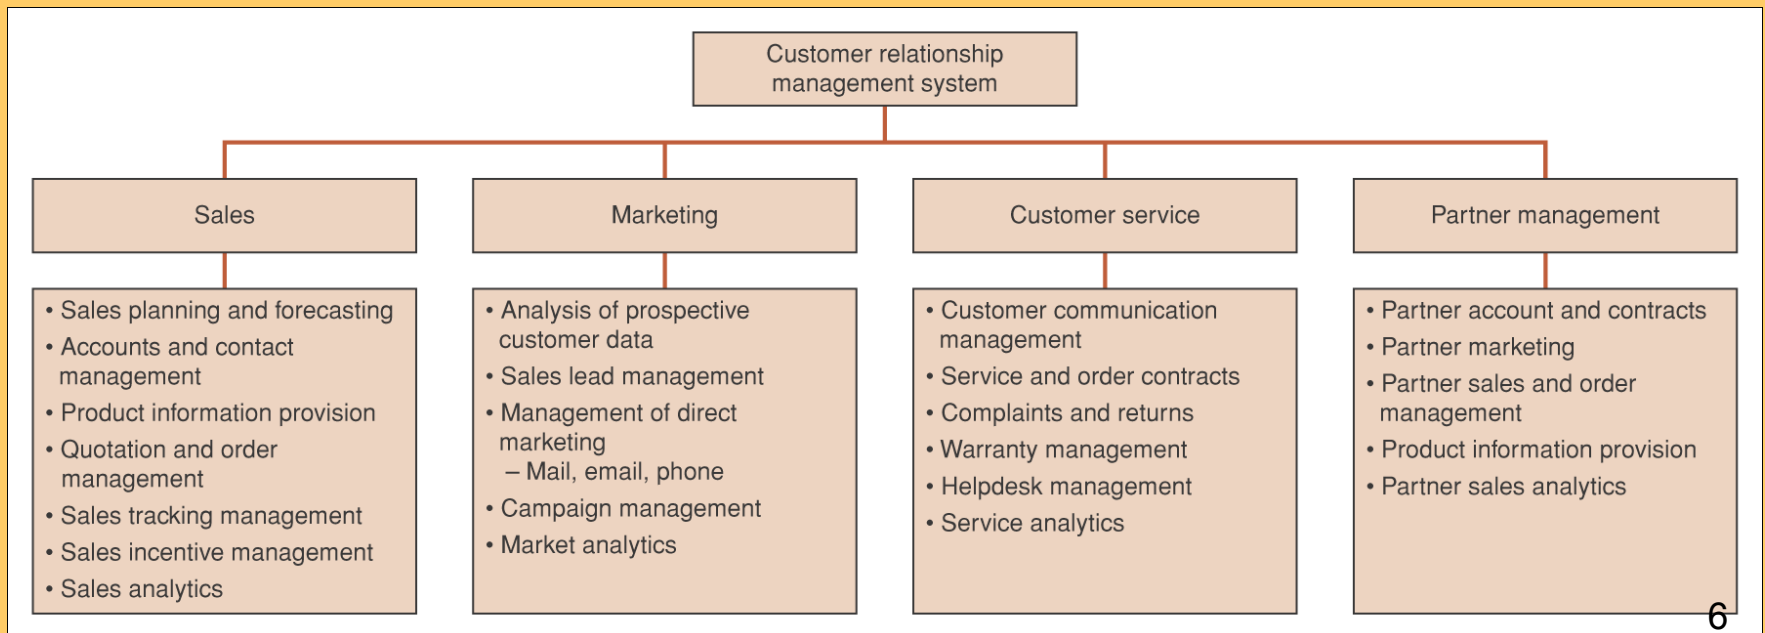 Customer relationship
management system
Sales
Marketing
Customer service
Partner management
• Sales planning and forecasting
• Accounts and contact
management
• Product information provision
• Quotation and order
management
• Sales tracking management
• Sales incentive management
• Sales analytics
• Analysis of prospective
customer data
• Sales lead management
• Management of direct
marketing
– Mail, email, phone
• Campaign management
• Market analytics
• Customer communication
management
• Service and order contracts
• Complaints and returns
• Warranty management
• Helpdesk management
• Service analytics
• Partner account and contracts
• Partner marketing
• Partner sales and order
management
• Product information provision
• Partner sales analytics
6